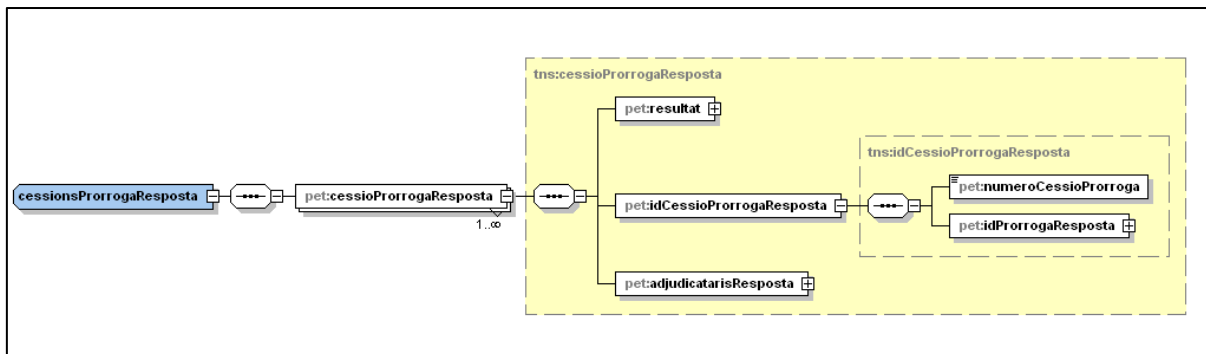 tns:cessioProrrogaResposta
pet:resultat
tns:idCessioProrrogaResposta
pet:numeroCessioProrroga
cessionsProrrogaResposta
pet:cessioProrrogaResposta
1..∞
pet:idCessioProrrogaResposta
pet:idProrrogaResposta
pet:adjudicatarisResposta